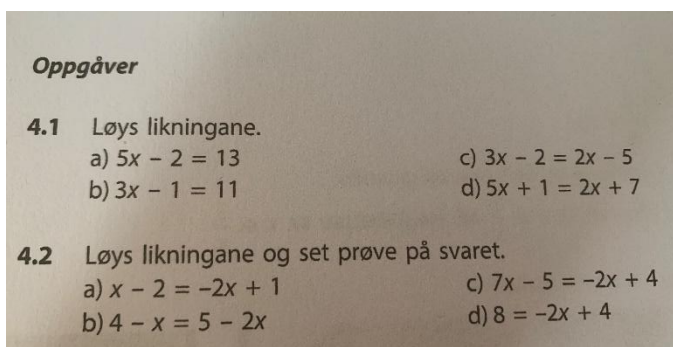 Oppgåver
4.1 Løys likningane.
a) 5x − 2 = 13
c) 3x − 2 = 2x − 5
b) 3x − 1 = 11
d) 5x + 1 = 2x + 7
4.2 Løys likningane og set prøve på svaret.
a) x − 2 = −2x + 1
c) 7x − 5 = −2x + 4
b) 4 − x = 5 − 2x
d) 8 = −2x + 4